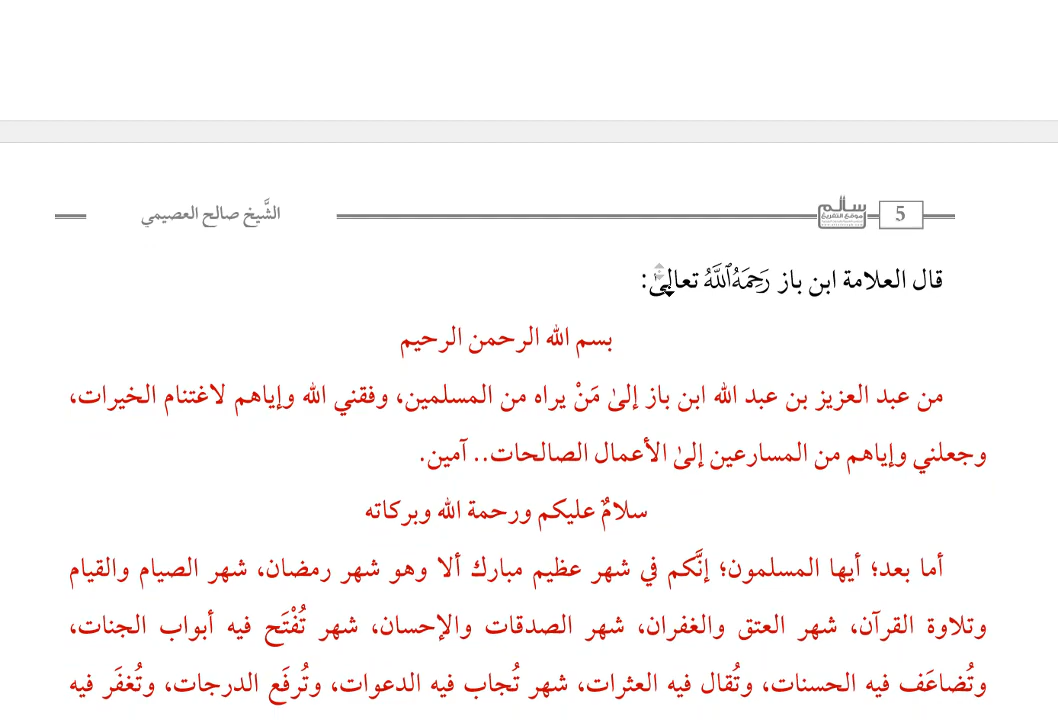 5 سالم الشَّيخ صالح العصيمي
موقع التفريغ
قال العلامة ابن باز رَحِمَهُ ٱللَّهُ تعالىٰ:
بسم الله الرحمن الرحيم
من عبد العزيز بن عبد الله ابن باز إلىٰ مَنْ يراه من المسلمين، وفقني الله وإياهم لاغتنام الخيرات،
وجعلني وإياهم من المسارعين إلىٰ الأعمال الصالحات.. آمين.
سلامٌ عليكم ورحمة الله وبركاته
أما بعد؛ أيها المسلمون؛ إنَّكم في شهر عظيم مبارك ألا وهو شهر رمضان، شهر الصيام والقيام
وتلاوة القرآن، شهر العتق والغفران، شهر الصدقات والإحسان، شهر تُفْتَح فيه أبواب الجنات،
وتُضاعَف فيه الحسنات، وتُقال فيه العثرات، شهر تُجاب فيه الدعوات، وتُرفَع الدرجات، وتُغفَر فيه